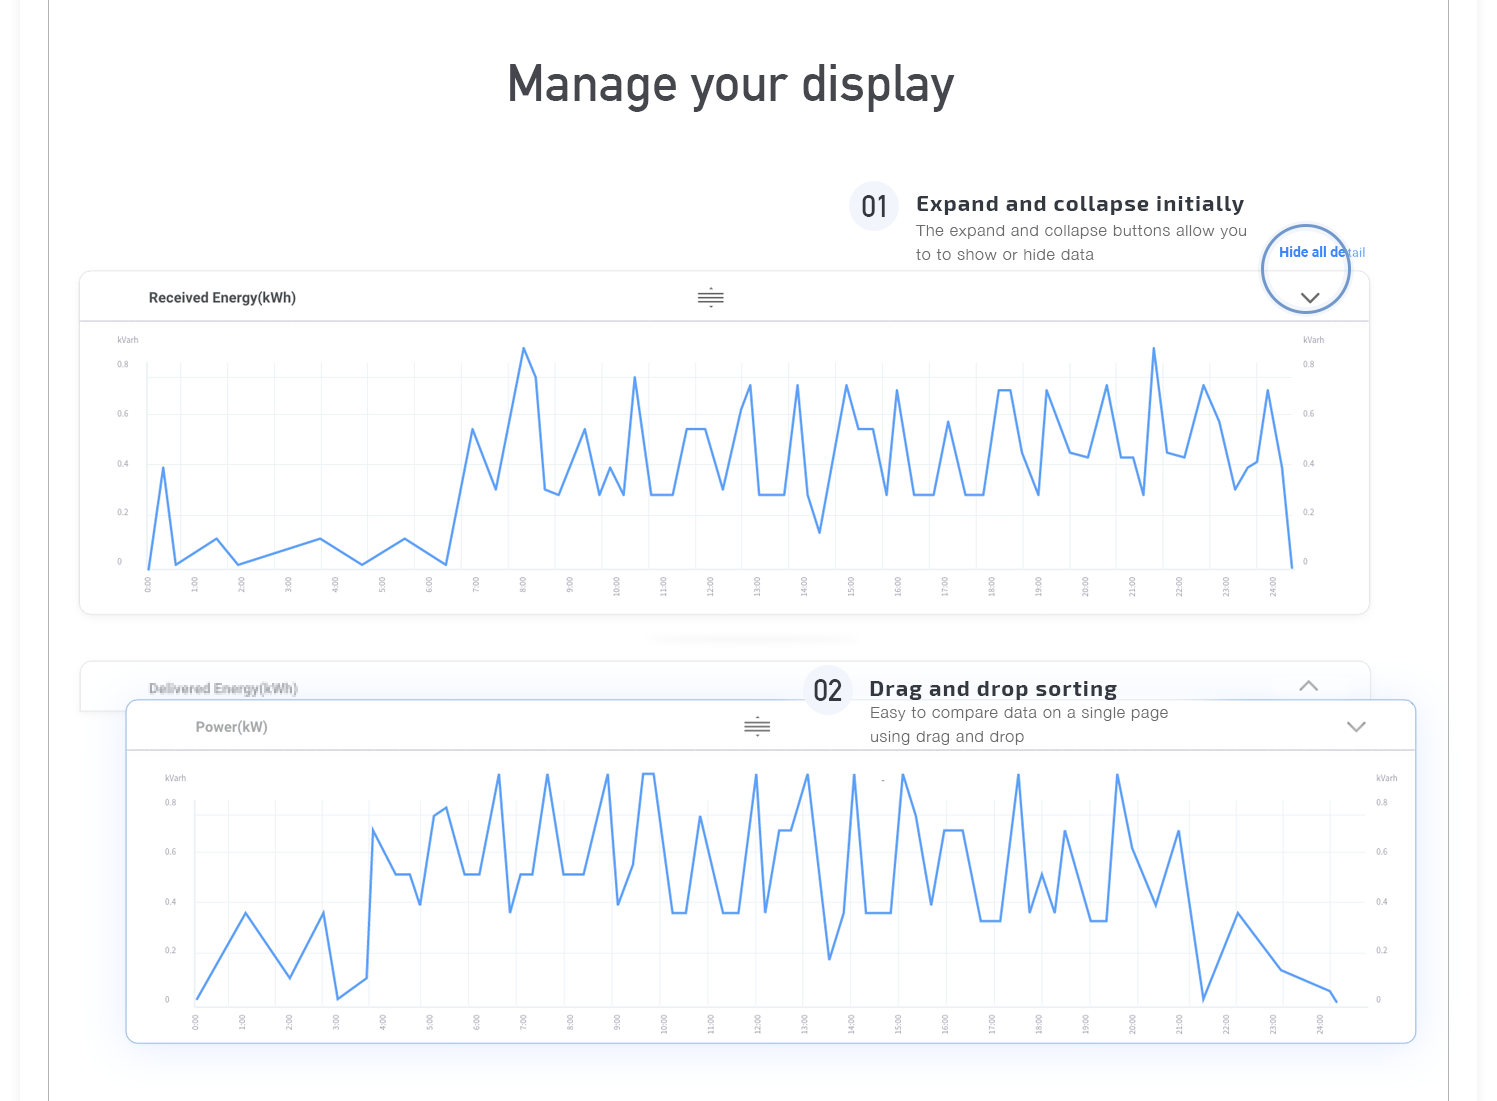 Manage your display
01
Expand and collapse initially
The expand and collapse buttons allow you
to to show or hide data
Hide all detail
Received Energy(kWh)
kVarh
kVarh
0.8
0.8
0.6
0.6
0.4
0.4
0.2
0.2
0
0
0:00 1:00 2:00 3:00 4:00 5:00 6:00 7:00 8:00 9:00 10:00 11:00 12:00 13:00 14:00 15:00 16:00 17:00 18:00 19:00 20:00 21:00 22:00 23:00 24:00
Delivered Energy(kWh)
02
Drag and drop sorting
Easy to compare data on a single page
using drag and drop
Power(kW)
kVarh
kVarh
0.8
0.8
0.6
0.6
0.4
0.4
0.2
0.2
0
0
0:00 1:00 2:00 3:00 4:00 5:00 6:00 7:00 8:00 9:00 10:00 11:00 12:00 13:00 14:00 15:00 16:00 17:00 18:00 19:00 20:00 21:00 22:00 23:00 24:00